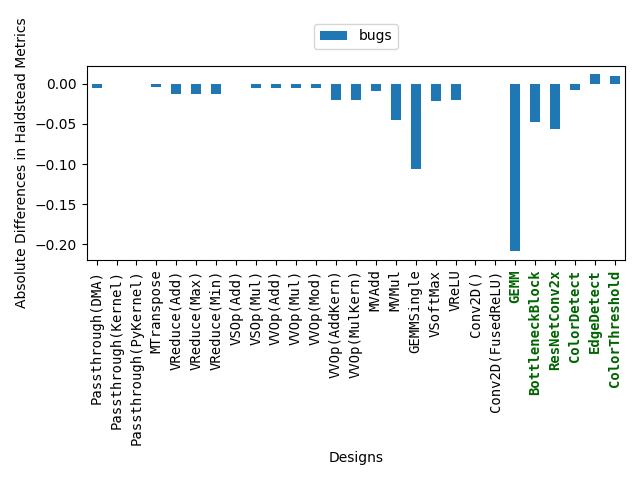 bugs
Absolute Differences in Haldstead Metrics
0.00
−0.05
−0.10
−0.15
−0.20
Passthrough(DMA)
Passthrough(Kernel)
Passthrough(PyKernel)
MTranspose
VReduce(Add)
VReduce(Max)
VReduce(Min)
VSOp(Add)
VSOp(Mul)
VVOp(Add)
VVOp(Mul)
VVOp(Mod)
VVOp(AddKern)
VVOp(MulKern)
MVAdd
MVMul
GEMMSingle
VSoftMax
VReLU
Conv2D()
Conv2D(FusedReLU)
GEMM
BottleneckBlock
ResNetConv2x
ColorDetect
EdgeDetect
ColorThreshold
Designs